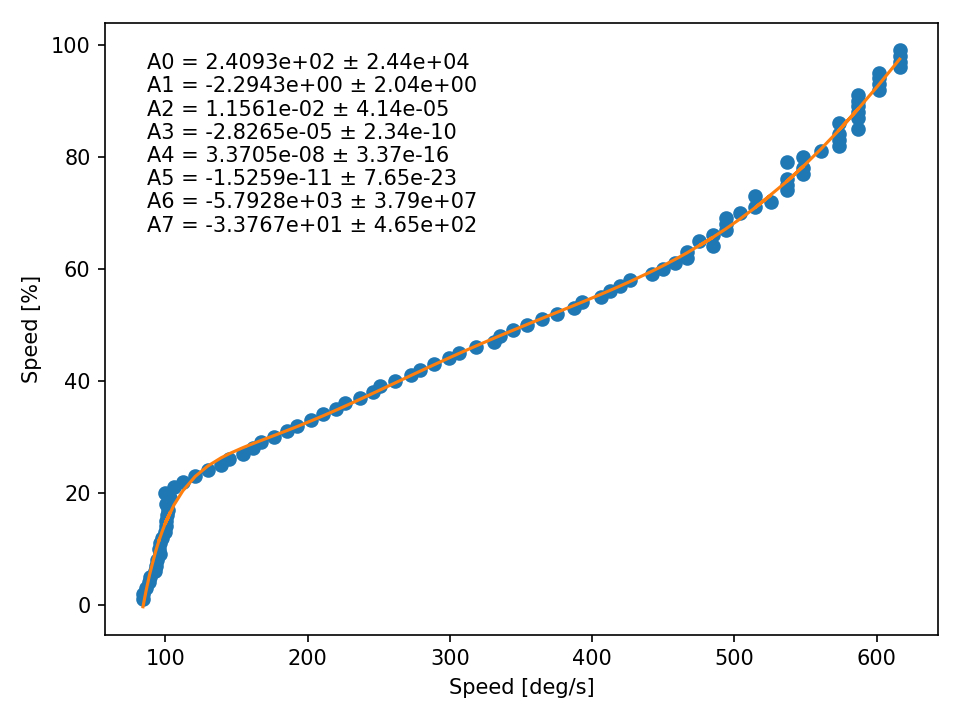 A0 = 2.4093e+02 ± 2.44e+04
A1 = -2.2943e+00 ± 2.04e+00
A2 = 1.1561e-02 ± 4.14e-05
A3 = -2.8265e-05 ± 2.34e-10
A4 = 3.3705e-08 ± 3.37e-16
A5 = -1.5259e-11 ± 7.65e-23
A6 = -5.7928e+03 ± 3.79e+07
A7 = -3.3767e+01 ± 4.65e+02
Speed [%]
100
80
60
40
20
0
100 200 300 400 500 600
Speed [deg/s]